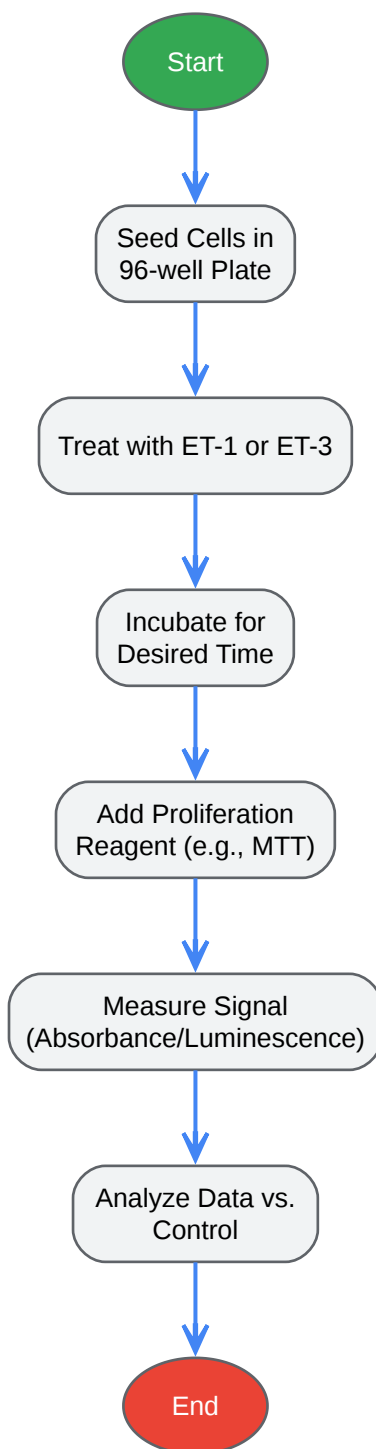 Start
Seed Cells in
96-well Plate
Treat with ET-1 or ET-3
Incubate for
Desired Time
Add Proliferation
Reagent (e.g., MTT)
Measure Signal
(Absorbance/Luminescence)
Analyze Data vs.
Control
End